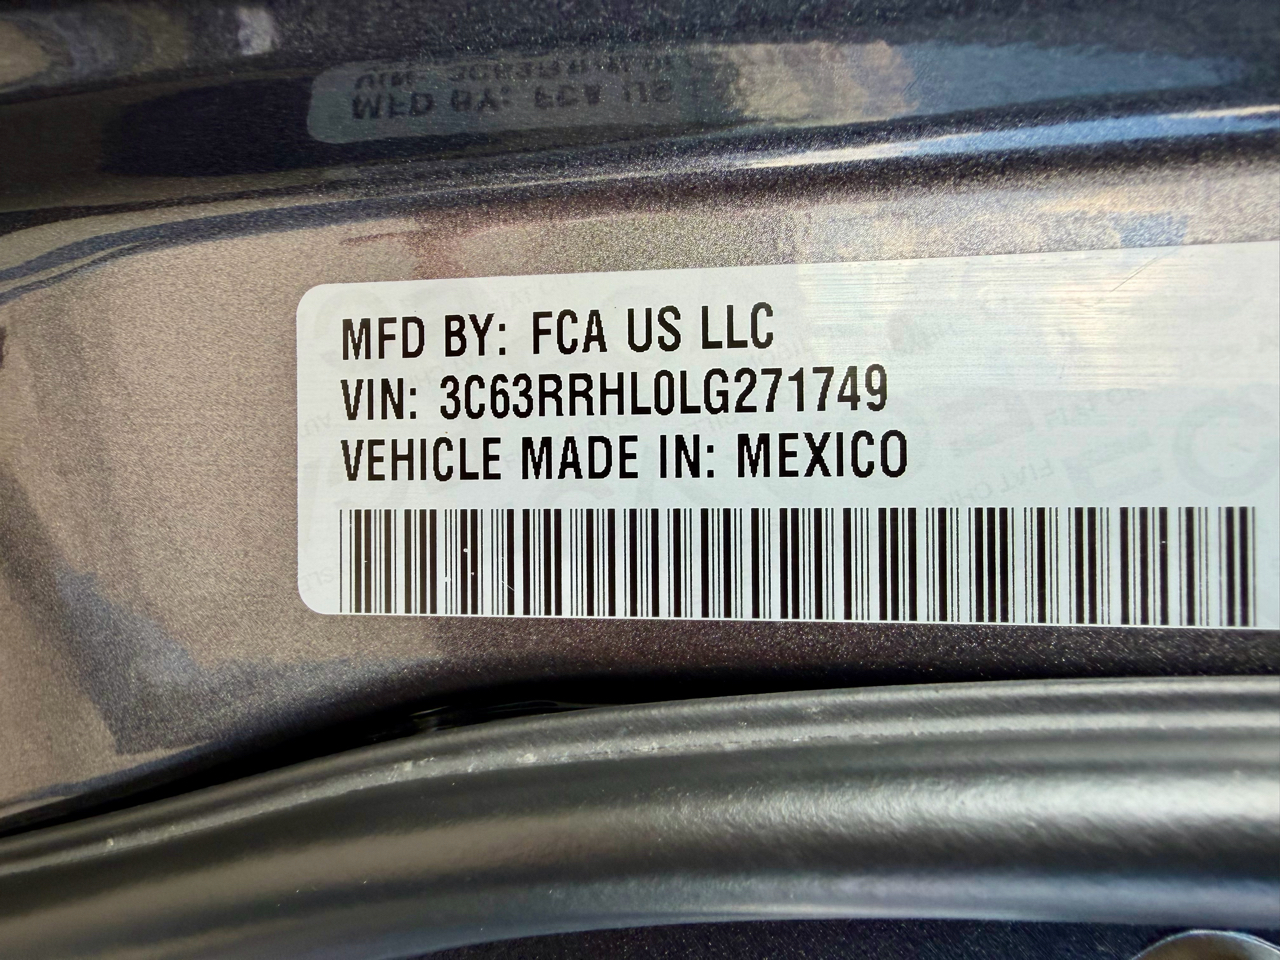 MFD BY: FCA US LLC
VIN: 3C63RRHL0LG271749
VEHICLE MADE IN: MEXICO